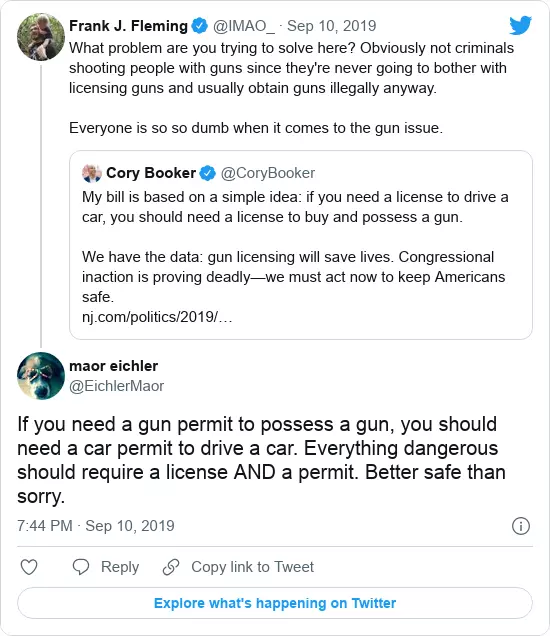 Frank J. Fleming @IMAO_ · Sep 10, 2019
What problem are you trying to solve here? Obviously not criminals
shooting people with guns since they're never going to bother with
licensing guns and usually obtain guns illegally anyway.
Everyone is so so dumb when it comes to the gun issue.
Cory Booker @CoryBooker
My bill is based on a simple idea: if you need a license to drive a
car, you should need a license to buy and possess a gun.
We have the data: gun licensing will save lives. Congressional
inaction is proving deadly—we must act now to keep Americans
safe.
nj.com/politics/2019/…
maor eichler
@EichlerMaor
If you need a gun permit to possess a gun, you should
need a car permit to drive a car. Everything dangerous
should require a license AND a permit. Better safe than
sorry.
7:44 PM · Sep 10, 2019
Reply Copy link to Tweet
Explore what's happening on Twitter